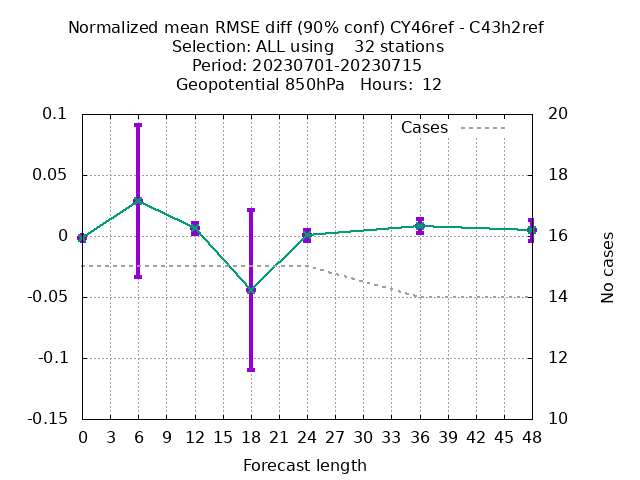 Normalized mean RMSE diff (90% conf) CY46ref - C43h2ref
Selection: ALL using    32 stations
Period: 20230701-20230715
Geopotential 850hPa   Hours:  12
0.1
0.05
0
-0.05
-0.1
-0.15
20
18
16
14
12
10
Cases
No cases
0 3 6 9 12 15 18 21 24 27 30 33 36 39 42 45 48
Forecast length